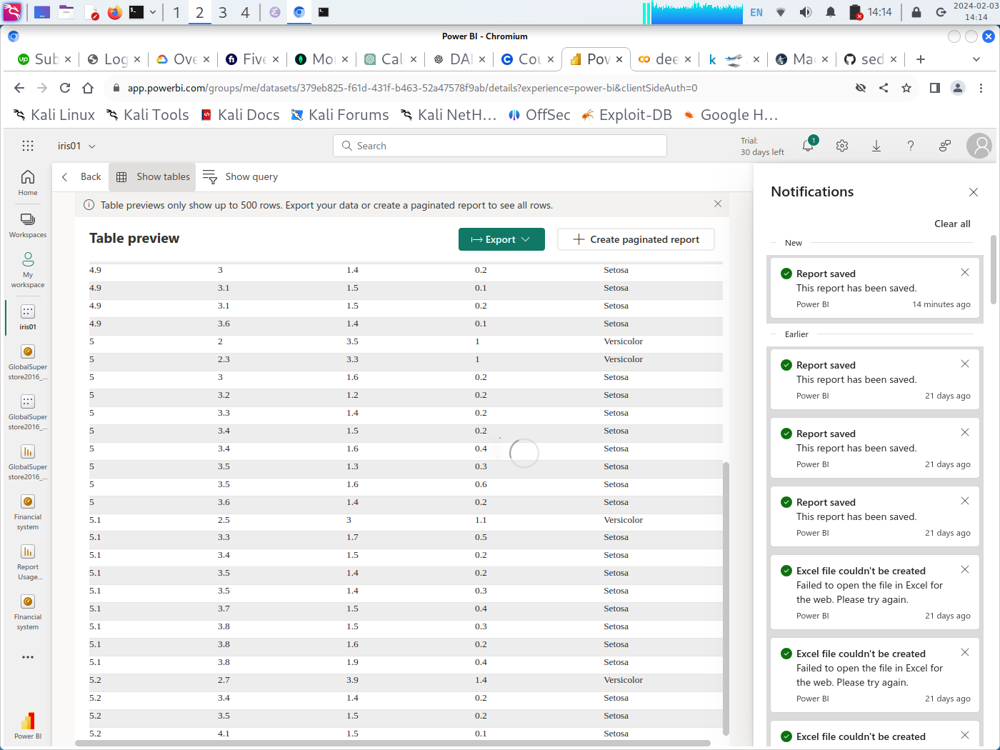 1 2 3 4 EN 14:14 2024-02-03
14:14
Power BI - Chromium
Sub Log Ove Five Mo Cal DAL Cou Pow dee k Mac sed
app.powerbi.com/groups/me/datasets/379eb825-f61d-431f-b463-52a47578f9ab/details?experience=power-bi&clientSideAuth=0
Kali Linux Kali Tools Kali Docs Kali Forums Kali NetH… OffSec Exploit-DB Google H…
iris01 Search Trial:
30 days left 1
Home
Workspaces
My
workspace
iris01
GlobalSuper
store2016_...
GlobalSuper
store2016_...
GlobalSuper
store2016_...
Financial
system
Report
Usage...
FInancial
system
Power BI
Back Show tables Show query
Table previews only show up to 500 rows. Export your data or create a paginated report to see all rows.
Table preview Export Create paginated report
4.9 3 1.4 0.2 Setosa
4.9 3.1 1.5 0.1 Setosa
4.9 3.1 1.5 0.2 Setosa
4.9 3.6 1.4 0.1 Setosa
5 2 3.5 1 Versicolor
5 2.3 3.3 1 Versicolor
5 3 1.6 0.2 Setosa
5 3.2 1.2 0.2 Setosa
5 3.3 1.4 0.2 Setosa
5 3.4 1.5 0.2 Setosa
5 3.4 1.6 0.4 Setosa
5 3.5 1.3 0.3 Setosa
5 3.5 1.6 0.6 Setosa
5 3.6 1.4 0.2 Setosa
5.1 2.5 3 1.1 Versicolor
5.1 3.3 1.7 0.5 Setosa
5.1 3.4 1.5 0.2 Setosa
5.1 3.5 1.4 0.2 Setosa
5.1 3.5 1.4 0.3 Setosa
5.1 3.7 1.5 0.4 Setosa
5.1 3.8 1.5 0.3 Setosa
5.1 3.8 1.6 0.2 Setosa
5.1 3.8 1.9 0.4 Setosa
5.2 2.7 3.9 1.4 Versicolor
5.2 3.4 1.4 0.2 Setosa
5.2 3.5 1.5 0.2 Setosa
5.2 4.1 1.5 0.1 Setosa
Notifications
Clear all
New
Report saved
This report has been saved.
Power BI 14 minutes ago
Earlier
Report saved
This report has been saved.
Power BI 21 days ago
Report saved
This report has been saved.
Power BI 21 days ago
Report saved
This report has been saved.
Power BI 21 days ago
Excel file couldn't be created
Failed to open the file in Excel for
the web. Please try again.
Power BI 21 days ago
Excel file couldn't be created
Failed to open the file in Excel for
the web. Please try again.
Power BI 21 days ago
Excel file couldn't be created